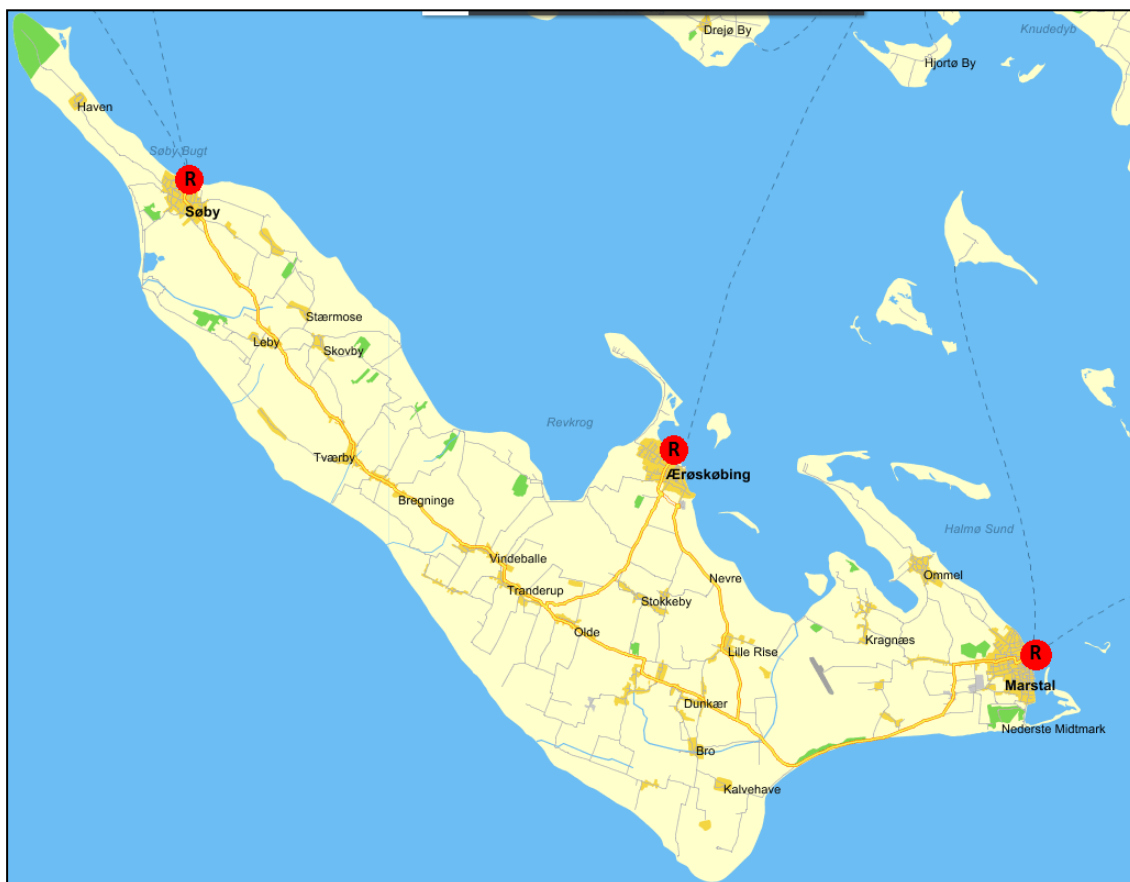 Drejø By
Knudedyb
Hjortø By
Haven
Søby Bugt
R
Søby
Stærmose
Leby
Skovby
Revkrog
R
Ærøskøbing
Tværby
Bregninge
Halmø Sund
Vindeballe
Ommel
Nevre
Tranderup
Stokkeby
Olde
Kragnæs
Lille Rise
R
Marstal
Dunkær
Nederste Midtmark
Bro
Kalvehave